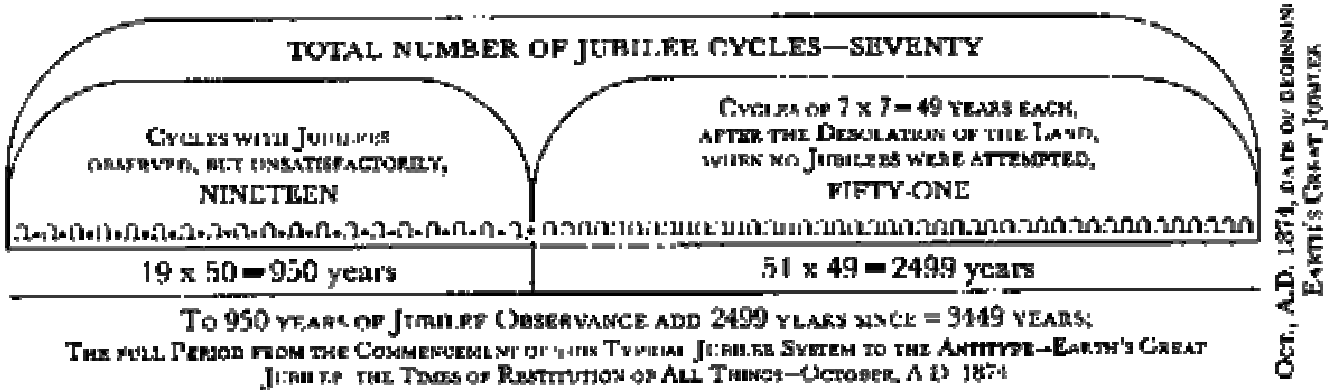 TOTAL NUMBER OF JUBILEE CYCLES—SEVENTY
CYCLES WITH JUBILEES
OBSERVED, BUT UNSATISFACTORILY,
NINETEEN
CYCLES OF 7 x 7 = 49 YEARS EACH,
AFTER THE DESOLATION OF THE LAND,
WHEN NO JUBILEES WERE ATTEMPTED,
FIFTY-ONE
19 x 50 = 950 years
51 x 49 = 2499 years
TO 950 YEARS OF JUBILEE OBSERVANCE ADD 2499 YEARS SINCE = 3449 YEARS;
THE FULL PERIOD FROM THE COMMENCEMENT OF THIS TYPICAL JUBILEE SYSTEM TO THE ANTITYPE—EARTH'S GREAT
JUBILEE THE TIMES OF RESTITUTION OF ALL THINGS—OCTOBER, A.D. 1874
OCT., A.D. 1874, DATE OF BEGINNING
EARTH'S GREAT JUBILEE